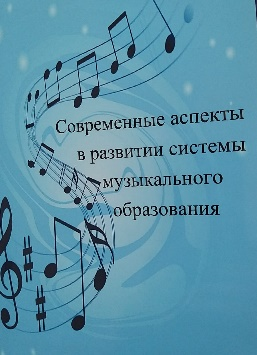 Современные аспекты
в развитии системы
музыкального
образования